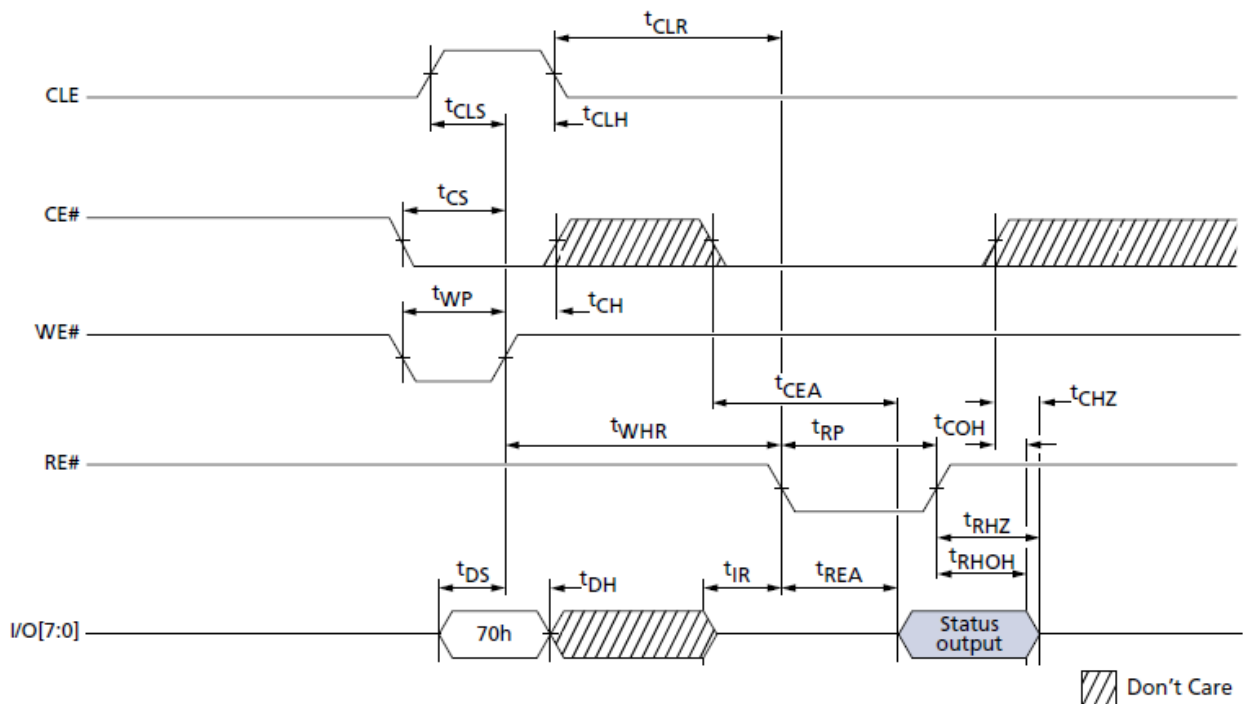 tCLR
CLE
tCLS
tCLH
tCS
CE#
tWP
tCH
WE#
tCEA
tCHZ
tWHR
tRP
tCOH
RE#
tRHZ
tDS
tDH
tIR
tREA
tRHOH
I/O[7:0]
70h
Status
output
Don't Care